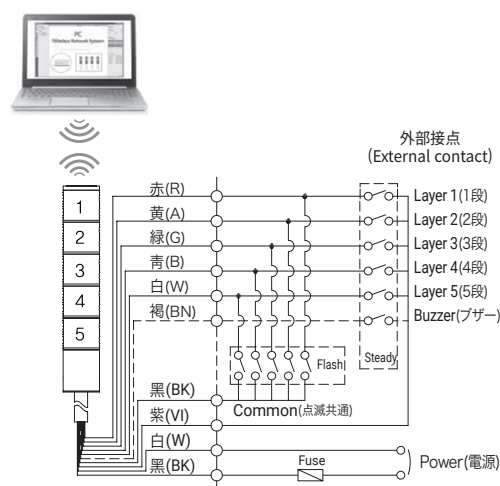 PC
Wireless Network System
外部接点
(External contact)
赤(R)
Layer 1(1段)
1
黄(A)
Layer 2(2段)
2
緑(G)
Layer 3(3段)
3
青(B)
Layer 4(4段)
4
白(W)
Layer 5(5段)
5
褐(BN)
Buzzer(ブザー)
Flash
Steady
黒(BK)
Common(点滅共通)
紫(VI)
白(W)
Fuse
Power(電源)
黒(BK)